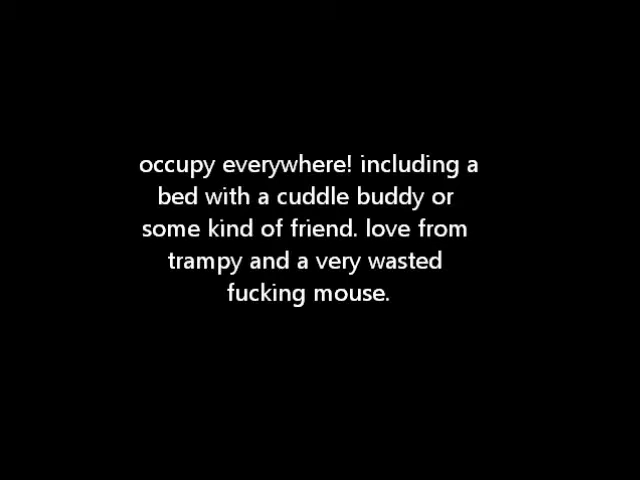 occupy everywhere! including a
bed with a cuddle buddy or
some kind of friend. love from
trampy and a very wasted
fucking mouse.